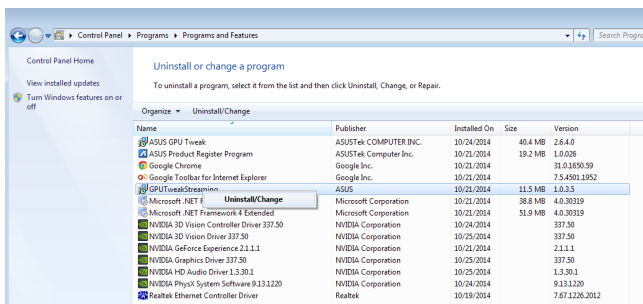 Control Panel ▸ Programs ▸ Programs and Features
Search Progra
Control Panel Home
View installed updates
Turn Windows features on or
off
Uninstall or change a program
To uninstall a program, select it from the list and then click Uninstall, Change, or Repair.
Organize Uninstall/Change
Name Publisher Installed On Size Version
ASUS GPU Tweak ASUSTek COMPUTER INC. 10/24/2014 40.4 MB 2.6.4.0
ASUS Product Register Program ASUSTek Computer Inc. 10/21/2014 19.2 MB 1.0.026
Google Chrome Google Inc. 10/21/2014 31.0.1650.59
Google Toolbar for Internet Explorer Google Inc. 10/21/2014 7.5.4501.1952
GPUTweakStreaming ASUS 10/21/2014 11.5 MB 1.0.3.5
Uninstall/Change
Microsoft .NET F Microsoft Corporation 10/21/2014 38.8 MB 4.0.30319
Microsoft .NET Framework 4 Extended Microsoft Corporation 10/21/2014 51.9 MB 4.0.30319
NVIDIA 3D Vision Controller Driver 337.50 NVIDIA Corporation 10/24/2014 337.50
NVIDIA 3D Vision Driver 337.50 NVIDIA Corporation 10/25/2014 337.50
NVIDIA GeForce Experience 2.1.1.1 NVIDIA Corporation 10/21/2014 2.1.1.1
NVIDIA Graphics Driver 337.50 NVIDIA Corporation 10/25/2014 337.50
NVIDIA HD Audio Driver 1.3.30.1 NVIDIA Corporation 10/25/2014 1.3.30.1
NVIDIA PhysX System Software 9.13.1220 NVIDIA Corporation 10/24/2014 9.13.1220
Realtek Ethernet Controller Driver Realtek 10/19/2014 7.67.1226.2012